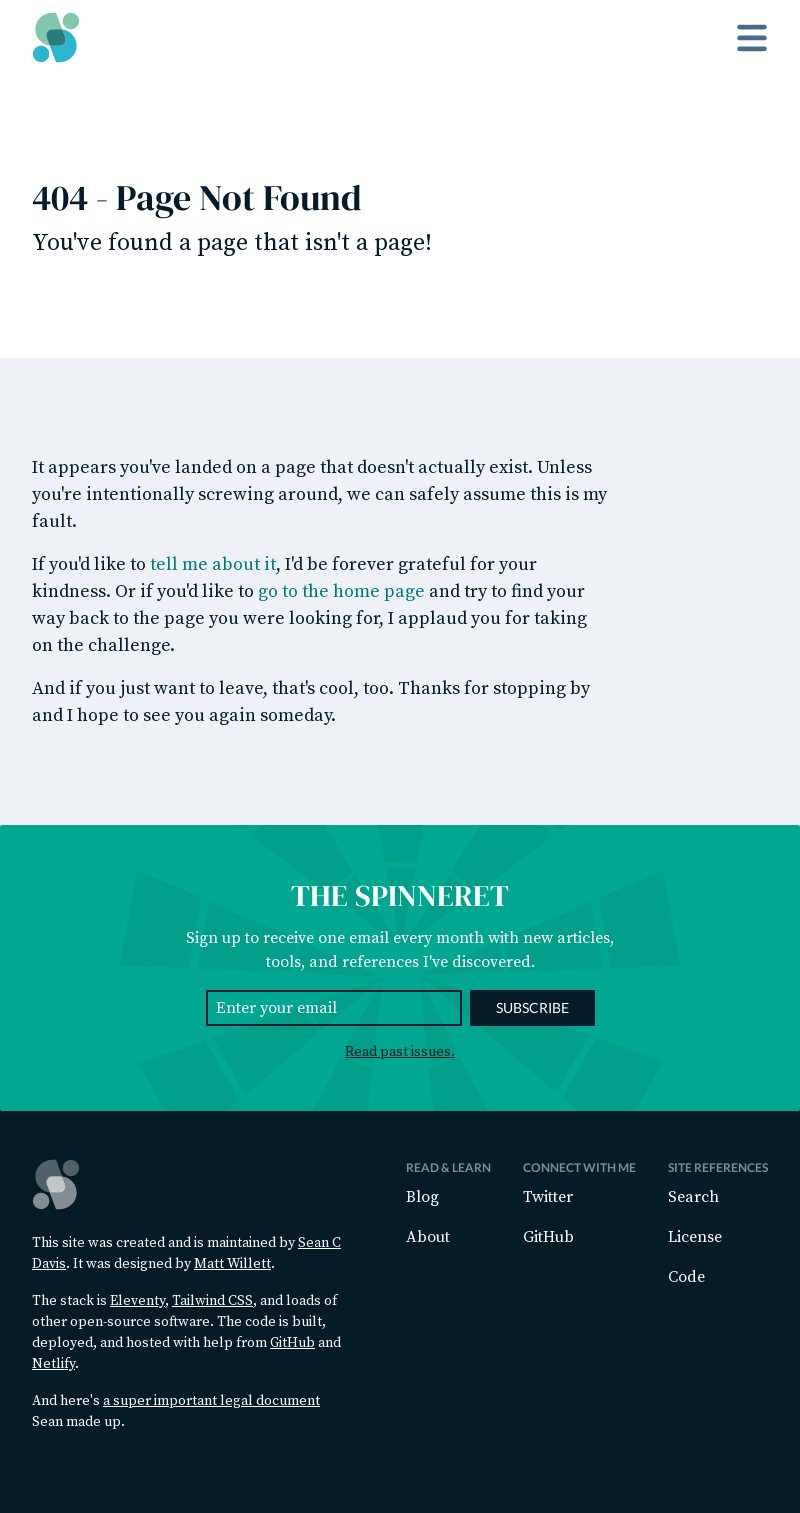 404 - Page Not Found
You've found a page that isn't a page!
It appears you've landed on a page that doesn't actually exist. Unless
you're intentionally screwing around, we can safely assume this is my
fault.
If you'd like to tell me about it, I'd be forever grateful for your
kindness. Or if you'd like to go to the home page and try to find your
way back to the page you were looking for, I applaud you for taking
on the challenge.
And if you just want to leave, that's cool, too. Thanks for stopping by
and I hope to see you again someday.
THE SPINNERET
Sign up to receive one email every month with new articles,
tools, and references I've discovered.
Enter your email
SUBSCRIBE
Read past issues.
This site was created and is maintained by Sean C
Davis. It was designed by Matt Willett.
The stack is Eleventy, Tailwind CSS, and loads of
other open-source software. The code is built,
deployed, and hosted with help from GitHub and
Netlify.
And here's a super important legal document
Sean made up.
READ & LEARN
Blog
About
CONNECT WITH ME
Twitter
GitHub
SITE REFERENCES
Search
License
Code